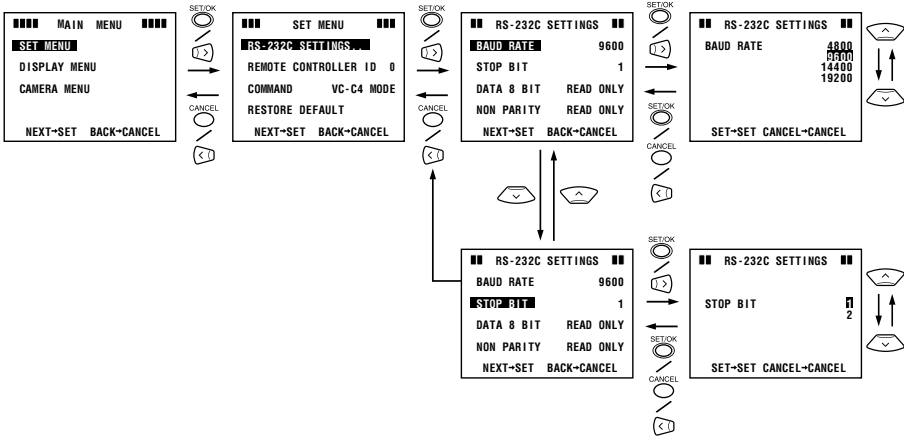 MAIN MENU
SET MENU
DISPLAY MENU
CAMERA MENU
NEXT→SET BACK→CANCEL
SET/OK
CANCEL
SET MENU
RS-232C SETTINGS..
REMOTE CONTROLLER ID 0
COMMAND VC-C4 MODE
RESTORE DEFAULT
NEXT→SET BACK→CANCEL
SET/OK
CANCEL
RS-232C SETTINGS
BAUD RATE 9600
STOP BIT 1
DATA 8 BIT READ ONLY
NON PARITY READ ONLY
NEXT→SET BACK→CANCEL
SET/OK
SET/OK
CANCEL
RS-232C SETTINGS
BAUD RATE 4800
9600
14400
19200
SET→SET CANCEL→CANCEL
RS-232C SETTINGS
BAUD RATE 9600
STOP BIT 1
DATA 8 BIT READ ONLY
NON PARITY READ ONLY
NEXT→SET BACK→CANCEL
SET/OK
SET/OK
CANCEL
RS-232C SETTINGS
STOP BIT 1
2
SET→SET CANCEL→CANCEL